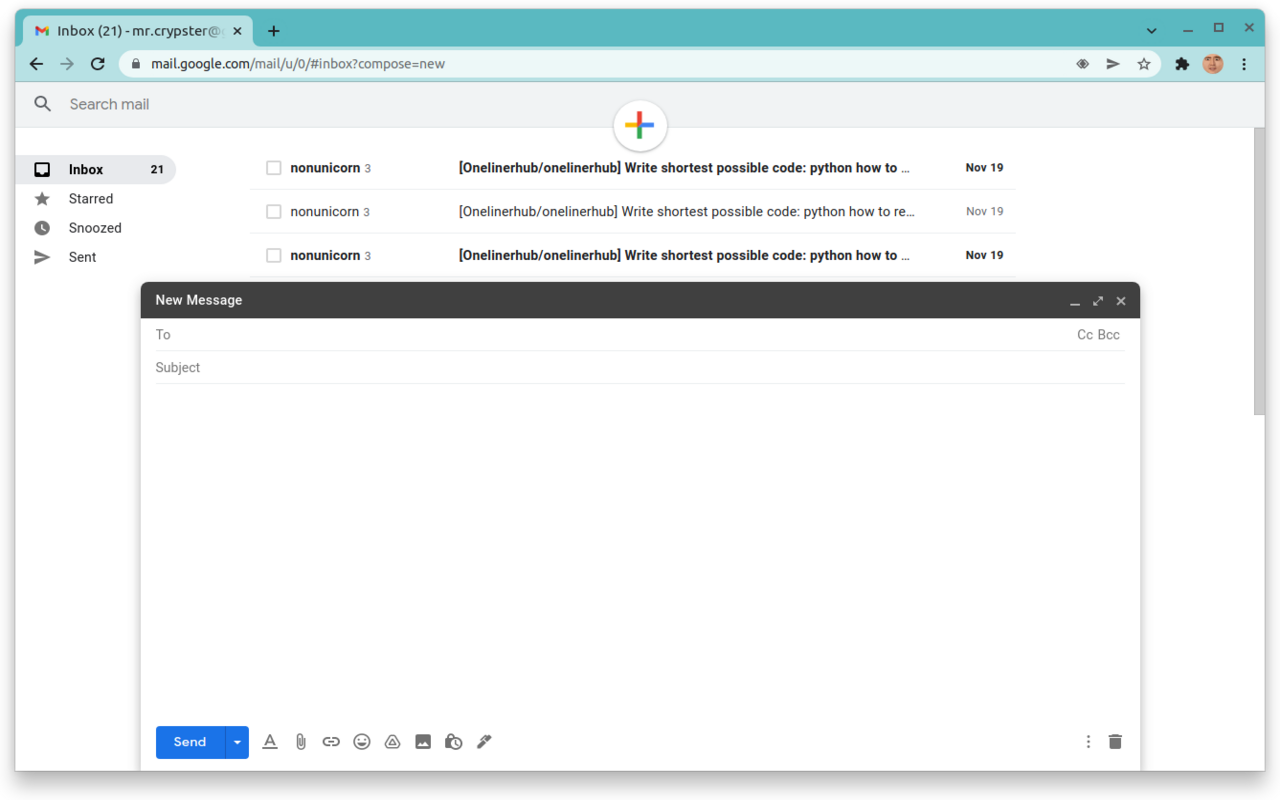 Inbox (21) - mr.crypster@
mail.google.com/mail/u/0/#inbox?compose=new
Search mail
Inbox 21
Starred
Snoozed
Sent
nonunicorn 3 [Onelinerhub/onelinerhub] Write shortest possible code: python how to ... Nov 19
nonunicorn 3 [Onelinerhub/onelinerhub] Write shortest possible code: python how to re... Nov 19
nonunicorn 3 [Onelinerhub/onelinerhub] Write shortest possible code: python how to ... Nov 19
New Message
To Cc Bcc
Subject
Send